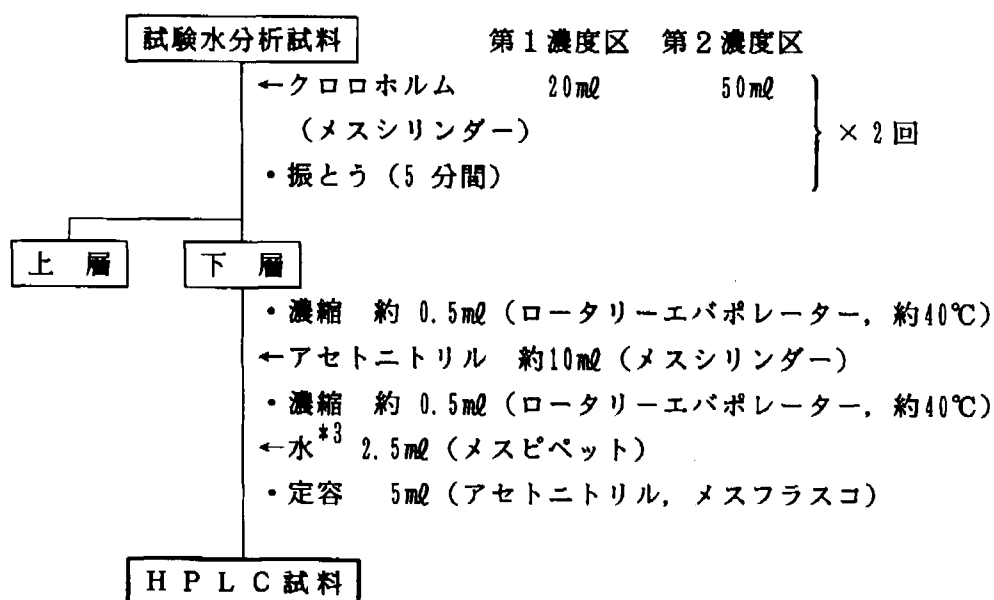 試験水分析試料　第1濃度区　第2濃度区
←クロロホルム　20ml　50ml
(メスシリンダー)　×2回
・振とう(5 分間)
上　層　下　層
・濃縮　約 0.5ml (ロータリーエバポレーター, 約40℃)
←アセトニトリル　約10ml (メスシリンダー)
・濃縮　約 0.5ml (ロータリーエバポレーター, 約40℃)
←水*3 2.5ml (メスピペット)
・定容　5ml (アセトニトリル, メスフラスコ)
HPLC試料